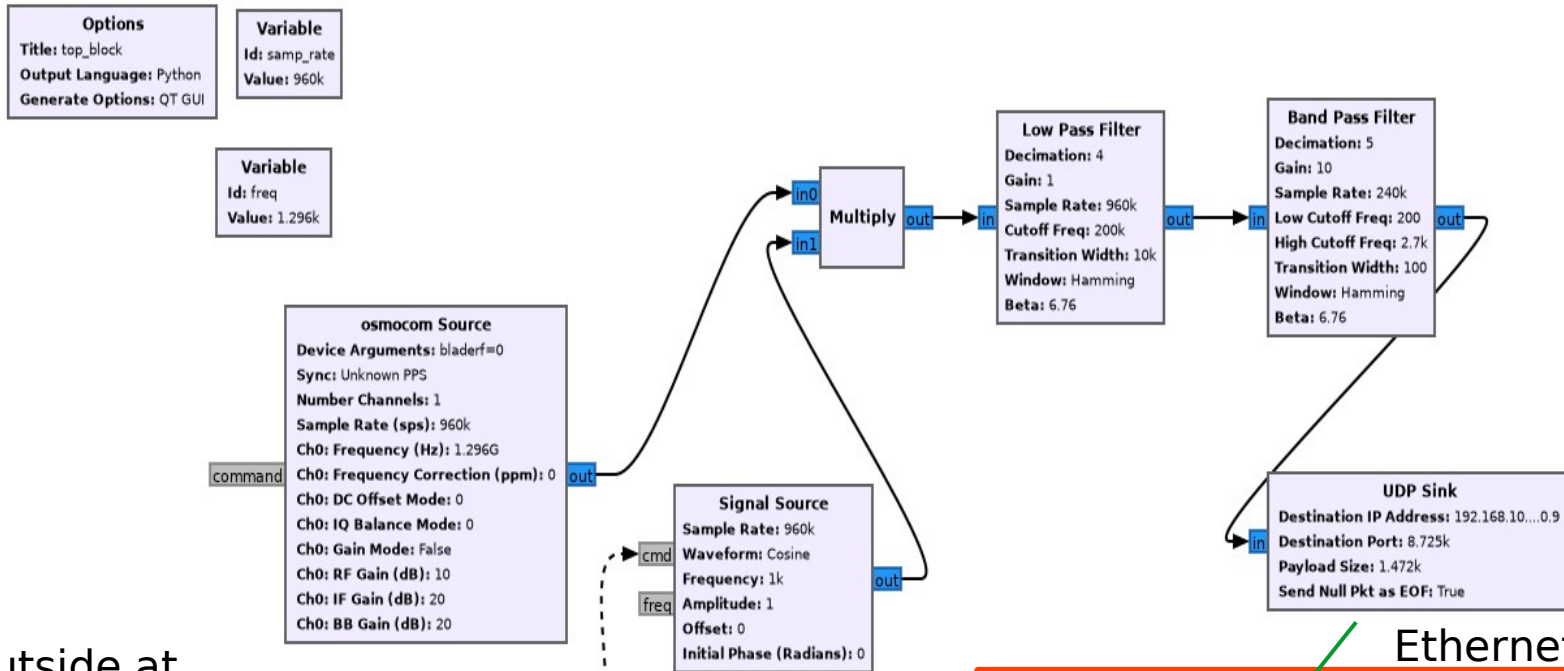 Options
Title: top_block
Output Language: Python
Generate Options: QT GUI
Variable
Id: samp_rate
Value: 960k
Variable
Id: freq
Value: 1.296k
osmocom Source
Device Arguments: bladerf=0
Sync: Unknown PPS
Number Channels: 1
Sample Rate (sps): 960k
Ch0: Frequency (Hz): 1.296G
Ch0: Frequency Correction (ppm): 0
Ch0: DC Offset Mode: 0
Ch0: IQ Balance Mode: 0
Ch0: Gain Mode: False
Ch0: RF Gain (dB): 10
Ch0: IF Gain (dB): 20
Ch0: BB Gain (dB): 20
command
out
Signal Source
Sample Rate: 960k
Waveform: Cosine
Frequency: 1k
Amplitude: 1
Offset: 0
Initial Phase (Radians): 0
cmd
freq
out
in0
in1
Multiply
out
Low Pass Filter
Decimation: 4
Gain: 1
Sample Rate: 960k
Cutoff Freq: 200k
Transition Width: 10k
Window: Hamming
Beta: 6.76
in
out
Band Pass Filter
Decimation: 5
Gain: 10
Sample Rate: 240k
Low Cutoff Freq: 200
High Cutoff Freq: 2.7k
Transition Width: 100
Window: Hamming
Beta: 6.76
in
out
UDP Sink
Destination IP Address: 192.168.10....0.9
Destination Port: 8.725k
Payload Size: 1.472k
Send Null Pkt as EOF: True
in
at